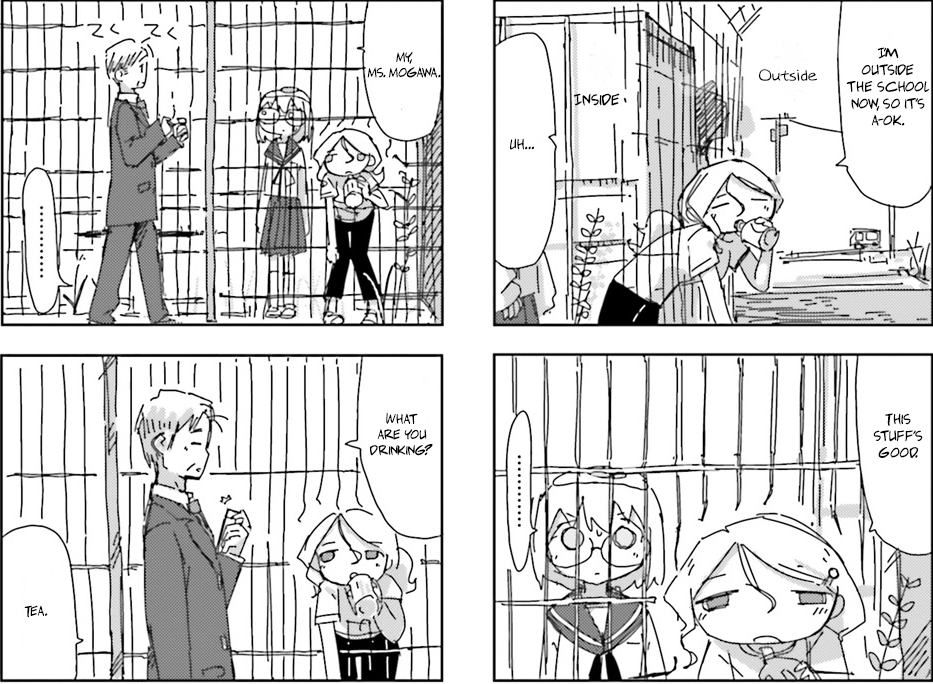 I'M
OUTSIDE
THE SCHOOL
NOW, SO IT'S
A-OK.
Outside
INSIDE
UH...
THIS
STUFF'S
GOOD.
.........
MY,
MS. MOGAWA.
.........
WHAT
ARE YOU
DRINKING?
TEA.